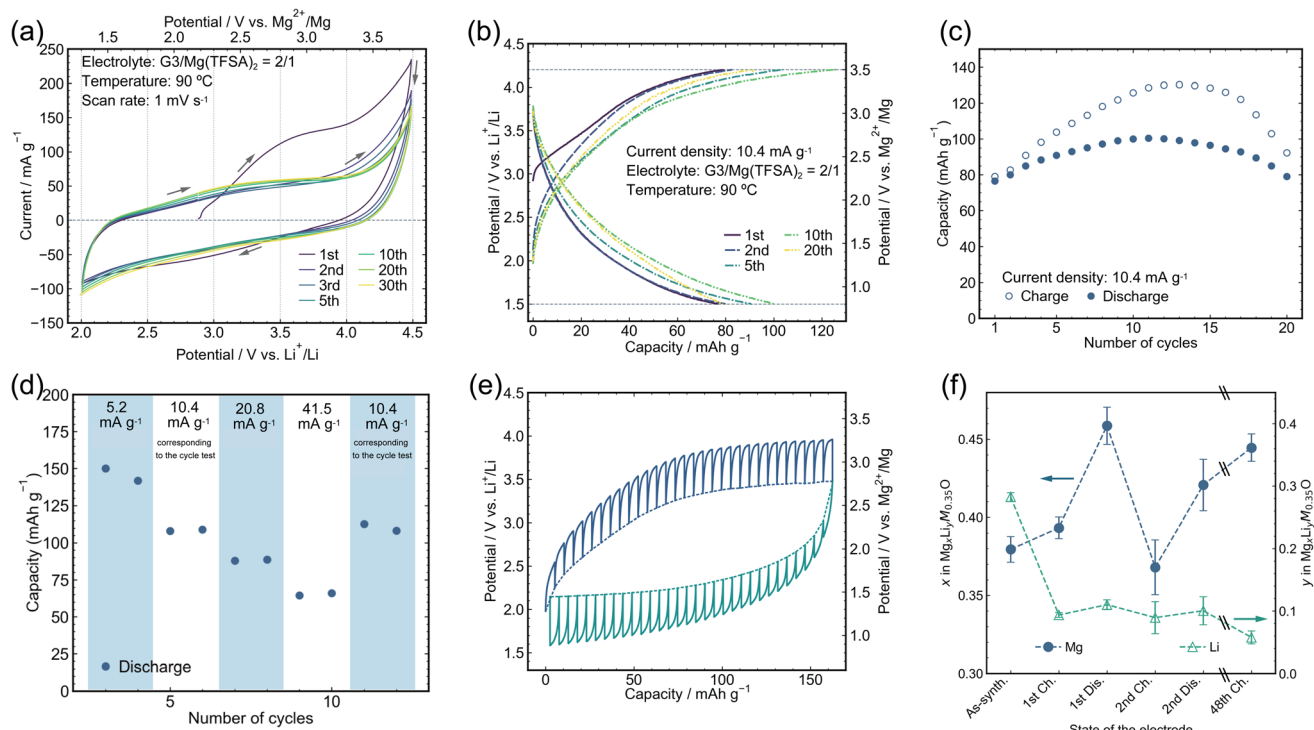 (a)
Potential / V vs. Mg2+/Mg
1.5 2.0 2.5 3.0 3.5
Electrolyte: G3/Mg(TFSA)2 = 2/1
Temperature: 90 ºC
Scan rate: 1 mV s-1
Current / mA g−1
250
200
150
100
50
0
−50
−100
−150
1st
2nd
3rd
5th
10th
20th
30th
2.0 2.5 3.0 3.5 4.0 4.5
Potential / V vs. Li+/Li
(b)
Potential / V vs. Li+/Li
4.5
4.0
3.5
3.0
2.5
2.0
1.5
Current density: 10.4 mA g-1
Electrolyte: G3/Mg(TFSA)2 = 2/1
Temperature: 90 ºC
1st
2nd
5th
10th
20th
3.5
3.0
2.5
2.0
1.5
1.0
Potential / V vs. Mg2+/Mg
0 20 40 60 80 100 120
Capacity / mAh g−1
(c)
Capacity (mAh g−1)
140
120
100
80
60
40
20
0
Current density: 10.4 mA g-1
Charge
Discharge
1 5 10 15 20
Number of cycles
(d)
Capacity (mAh g−1)
200
175
150
125
100
75
50
25
0
5.2
mA g-1
10.4
mA g-1
corresponding
to the cycle test
20.8
mA g-1
41.5
mA g-1
10.4
mA g-1
corresponding
to the cycle test
Discharge
5 10
Number of cycles
(e)
Potential / V vs. Li+/Li
4.5
4.0
3.5
3.0
2.5
2.0
1.5
3.5
3.0
2.5
2.0
1.5
1.0
Potential / V vs. Mg2+/Mg
0 50 100 150
Capacity / mAh g−1
(f)
x in MgxLiyM0.35O
0.45
0.40
0.35
0.30
0.4
0.3
0.2
0.1
0.0
y in MgxLiyM0.35O
Mg
Li
As-synth.
1st Ch.
1st Dis.
2nd Ch.
2nd Dis.
48th Ch.
State of the electrode